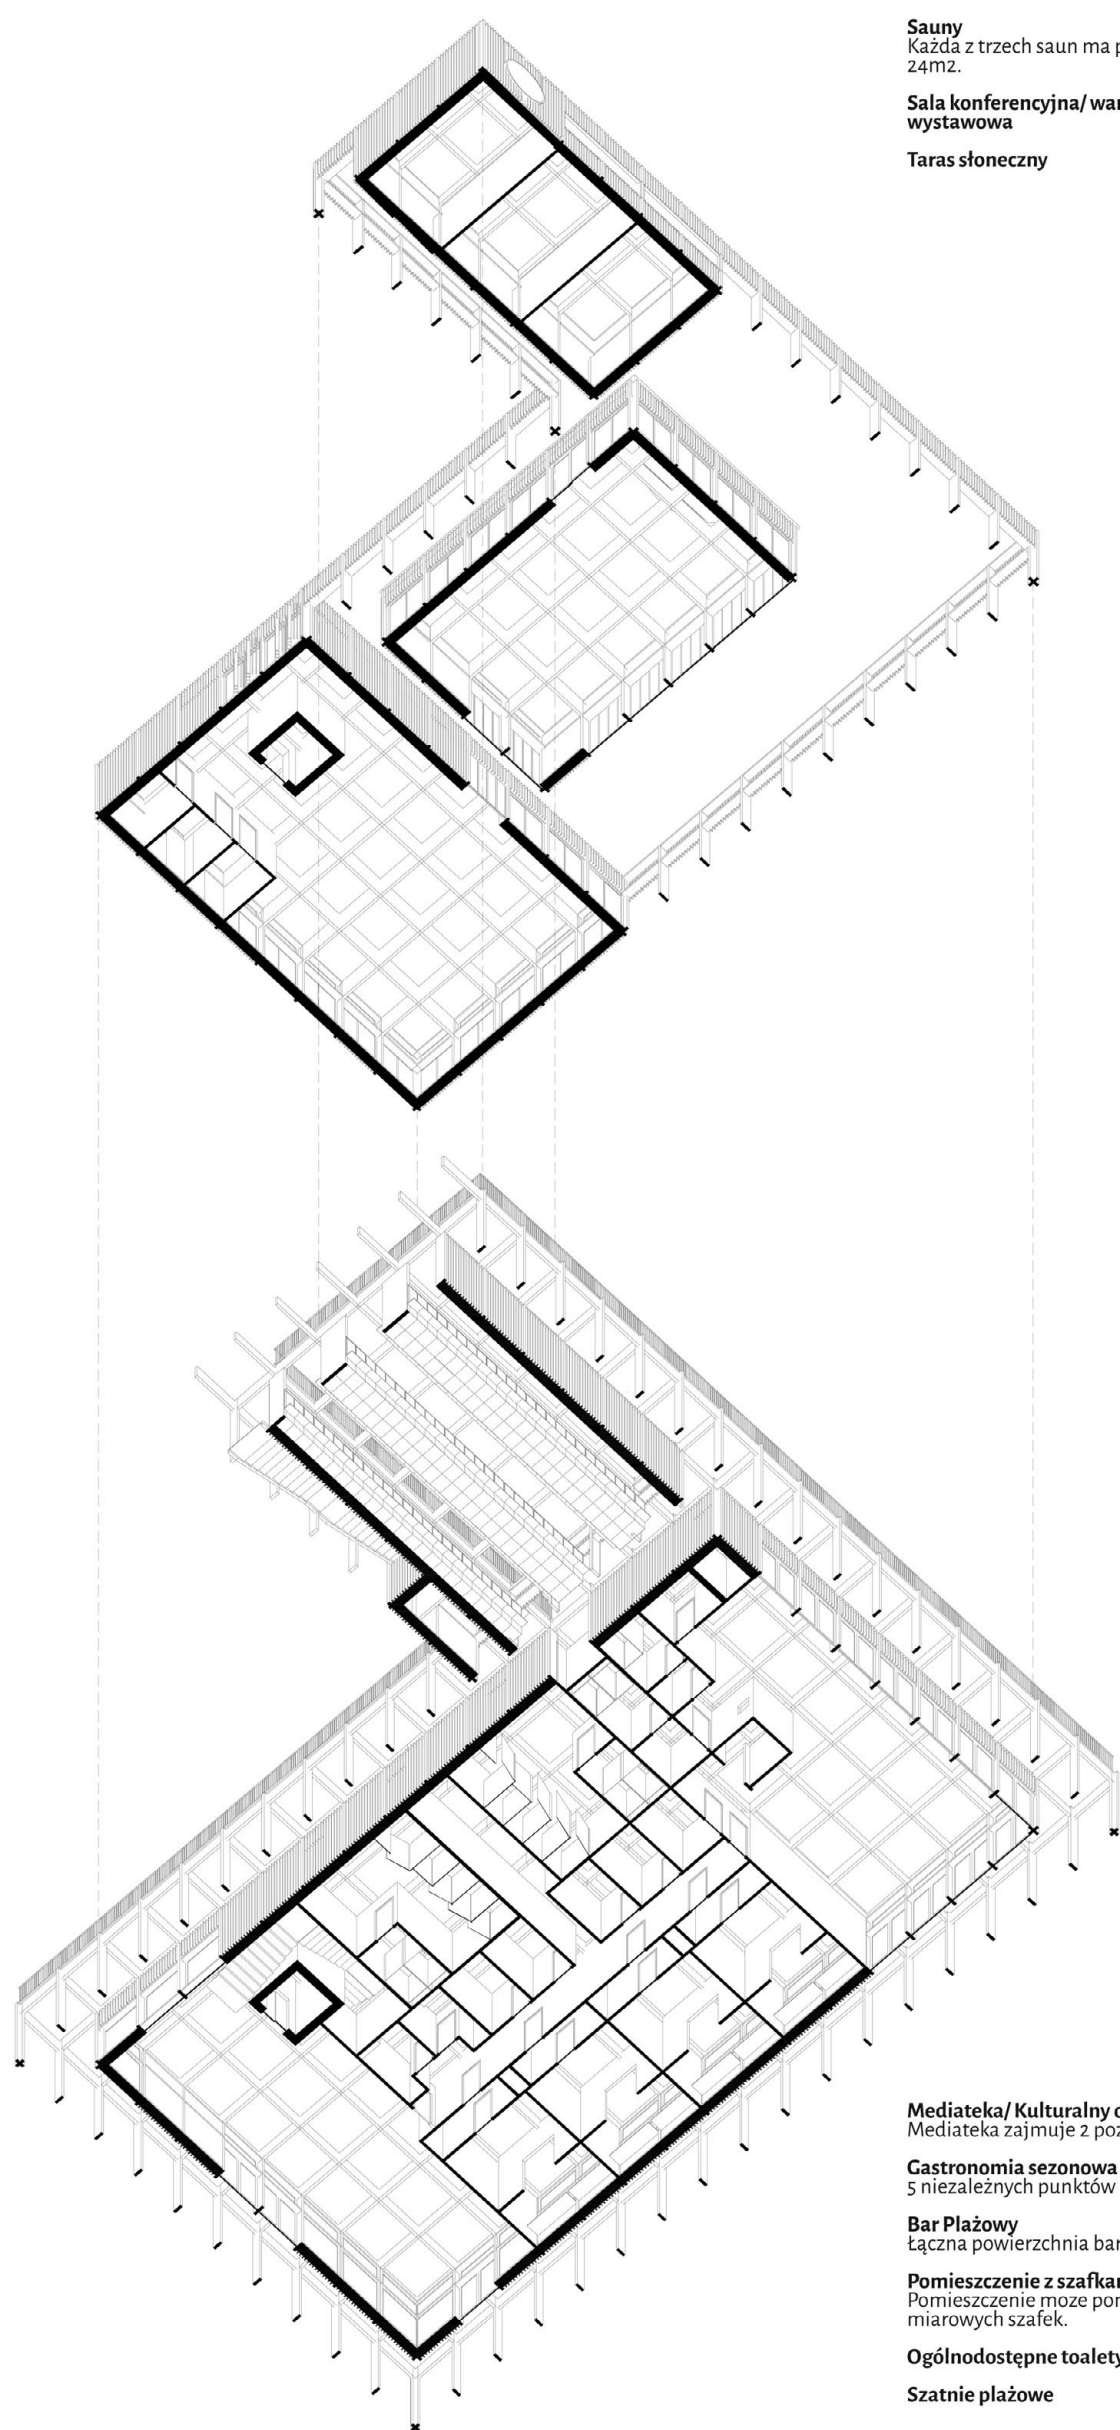 Sauny
Każda z trzech saun ma p
24m2.
Sala konferencyjna/ war
wystawowa
Taras słoneczny
Mediateka/ Kulturalny c
Mediateka zajmuje 2 poz
Gastronomia sezonowa
5 niezależnych punktów
Bar Plażowy
Łączna powierzchnia bar
Pomieszczenie z szafkar
Pomieszczenie moze por
miarowych szafek.
Ogólnodostępne toalety
Szatnie plażowe